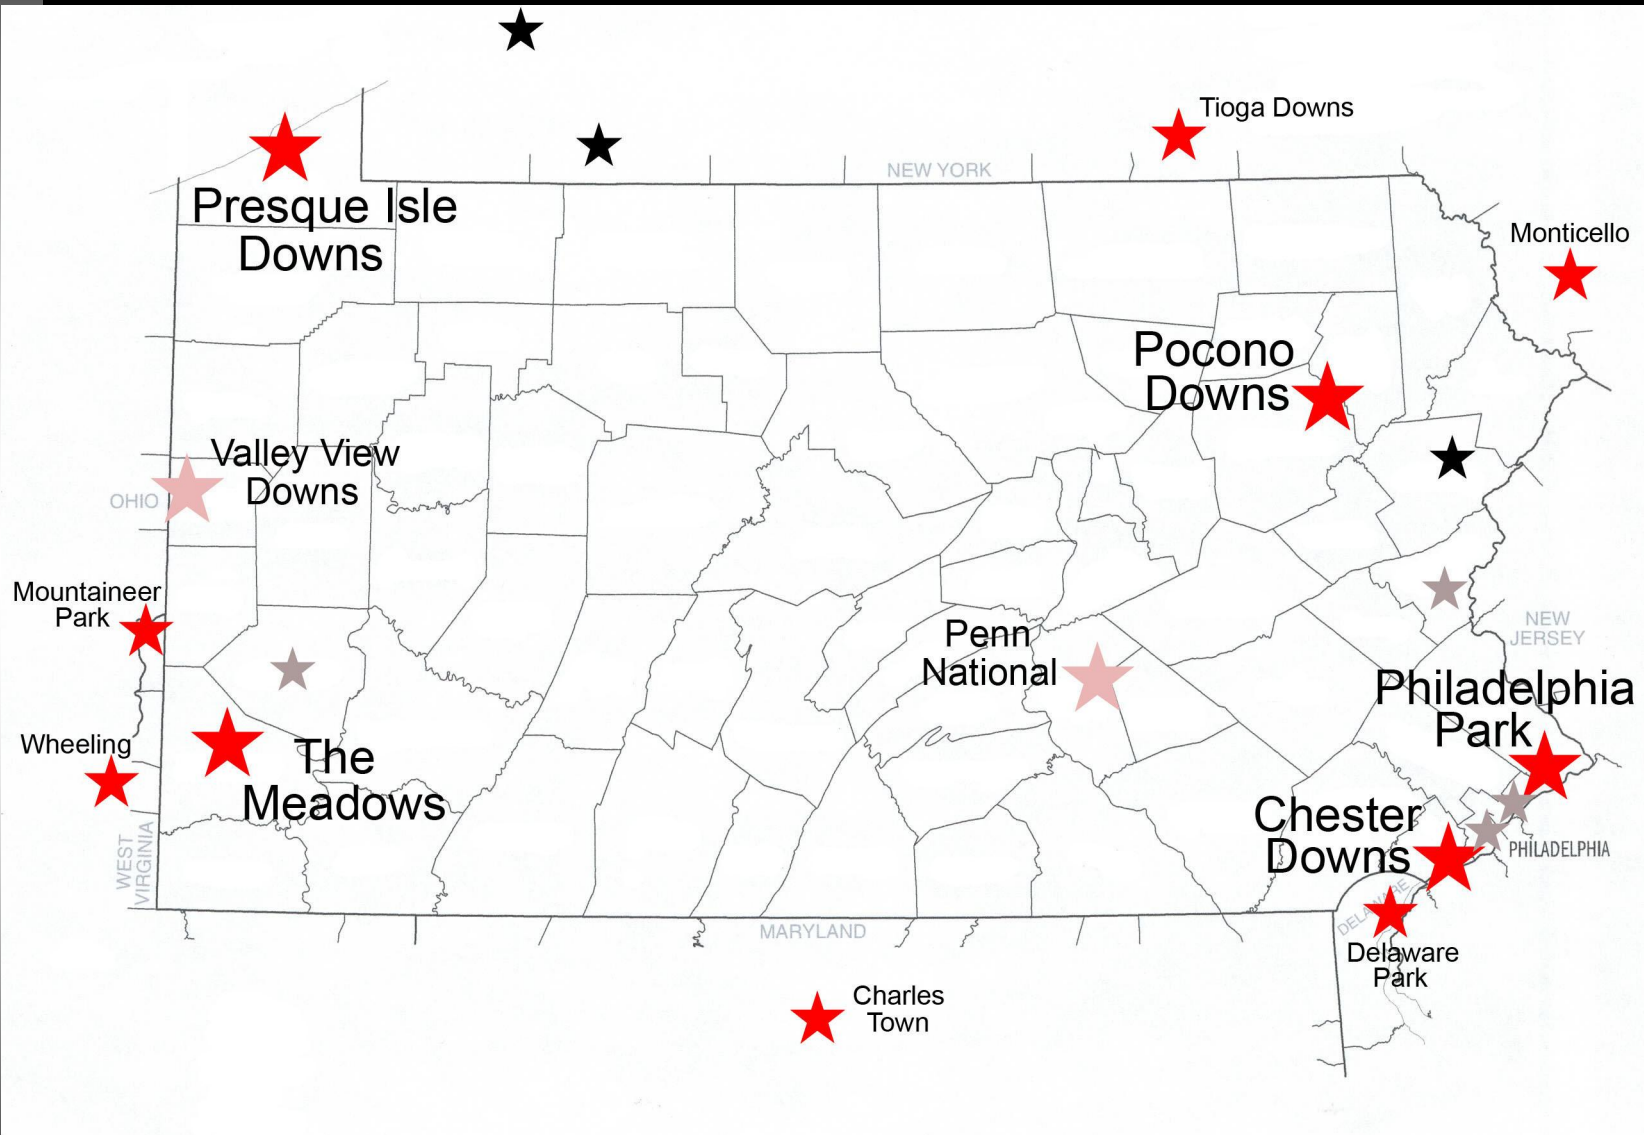 Tioga Downs
NEW YORK
Presque Isle
Downs
Monticello
Pocono
Downs
Valley View
Downs
OHIO
Mountaineer
Park
NEW
JERSEY
Penn
National
Philadelphia
Park
Wheeling
The
Meadows
Chester
Downs
PHILADELPHIA
WEST
VIRGINIA
DELAWARE
MARYLAND
Delaware
Park
Charles
Town